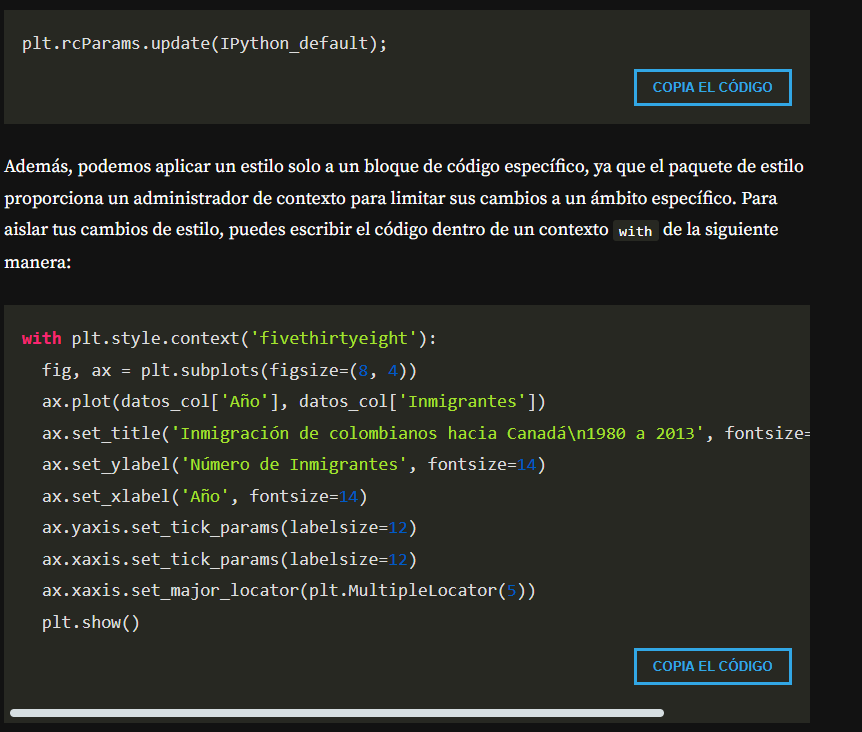 plt.rcParams.update(IPython_default);
COPIA EL CÓDIGO
Además, podemos aplicar un estilo solo a un bloque de código específico, ya que el paquete de estilo
proporciona un administrador de contexto para limitar sus cambios a un ámbito específico. Para
aislar tus cambios de estilo, puedes escribir el código dentro de un contexto with de la siguiente
manera:
with plt.style.context('fivethirtyeight'):
  fig, ax = plt.subplots(figsize=(8, 4))
  ax.plot(datos_col['Año'], datos_col['Inmigrantes'])
  ax.set_title('Inmigración de colombianos hacia Canadá\n1980 a 2013', fontsize=
  ax.set_ylabel('Número de Inmigrantes', fontsize=14)
  ax.set_xlabel('Año', fontsize=14)
  ax.yaxis.set_tick_params(labelsize=12)
  ax.xaxis.set_tick_params(labelsize=12)
  ax.xaxis.set_major_locator(plt.MultipleLocator(5))
  plt.show()
COPIA EL CÓDIGO